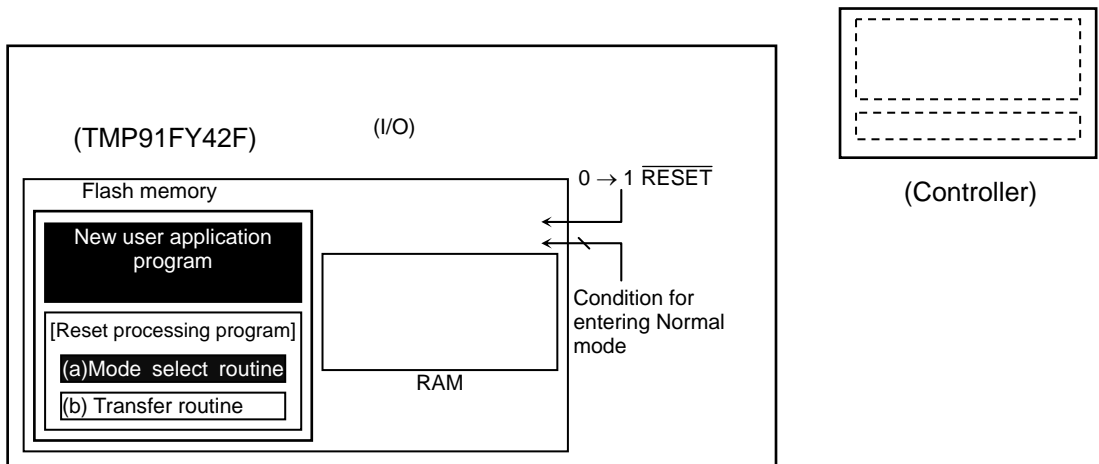 (TMP91FY42F)
(I/O)
Flash memory
0 → 1 RESET
New user application
program
[Reset processing program]
(a)Mode select routine
(b) Transfer routine
RAM
Condition for
entering Normal
mode
(Controller)